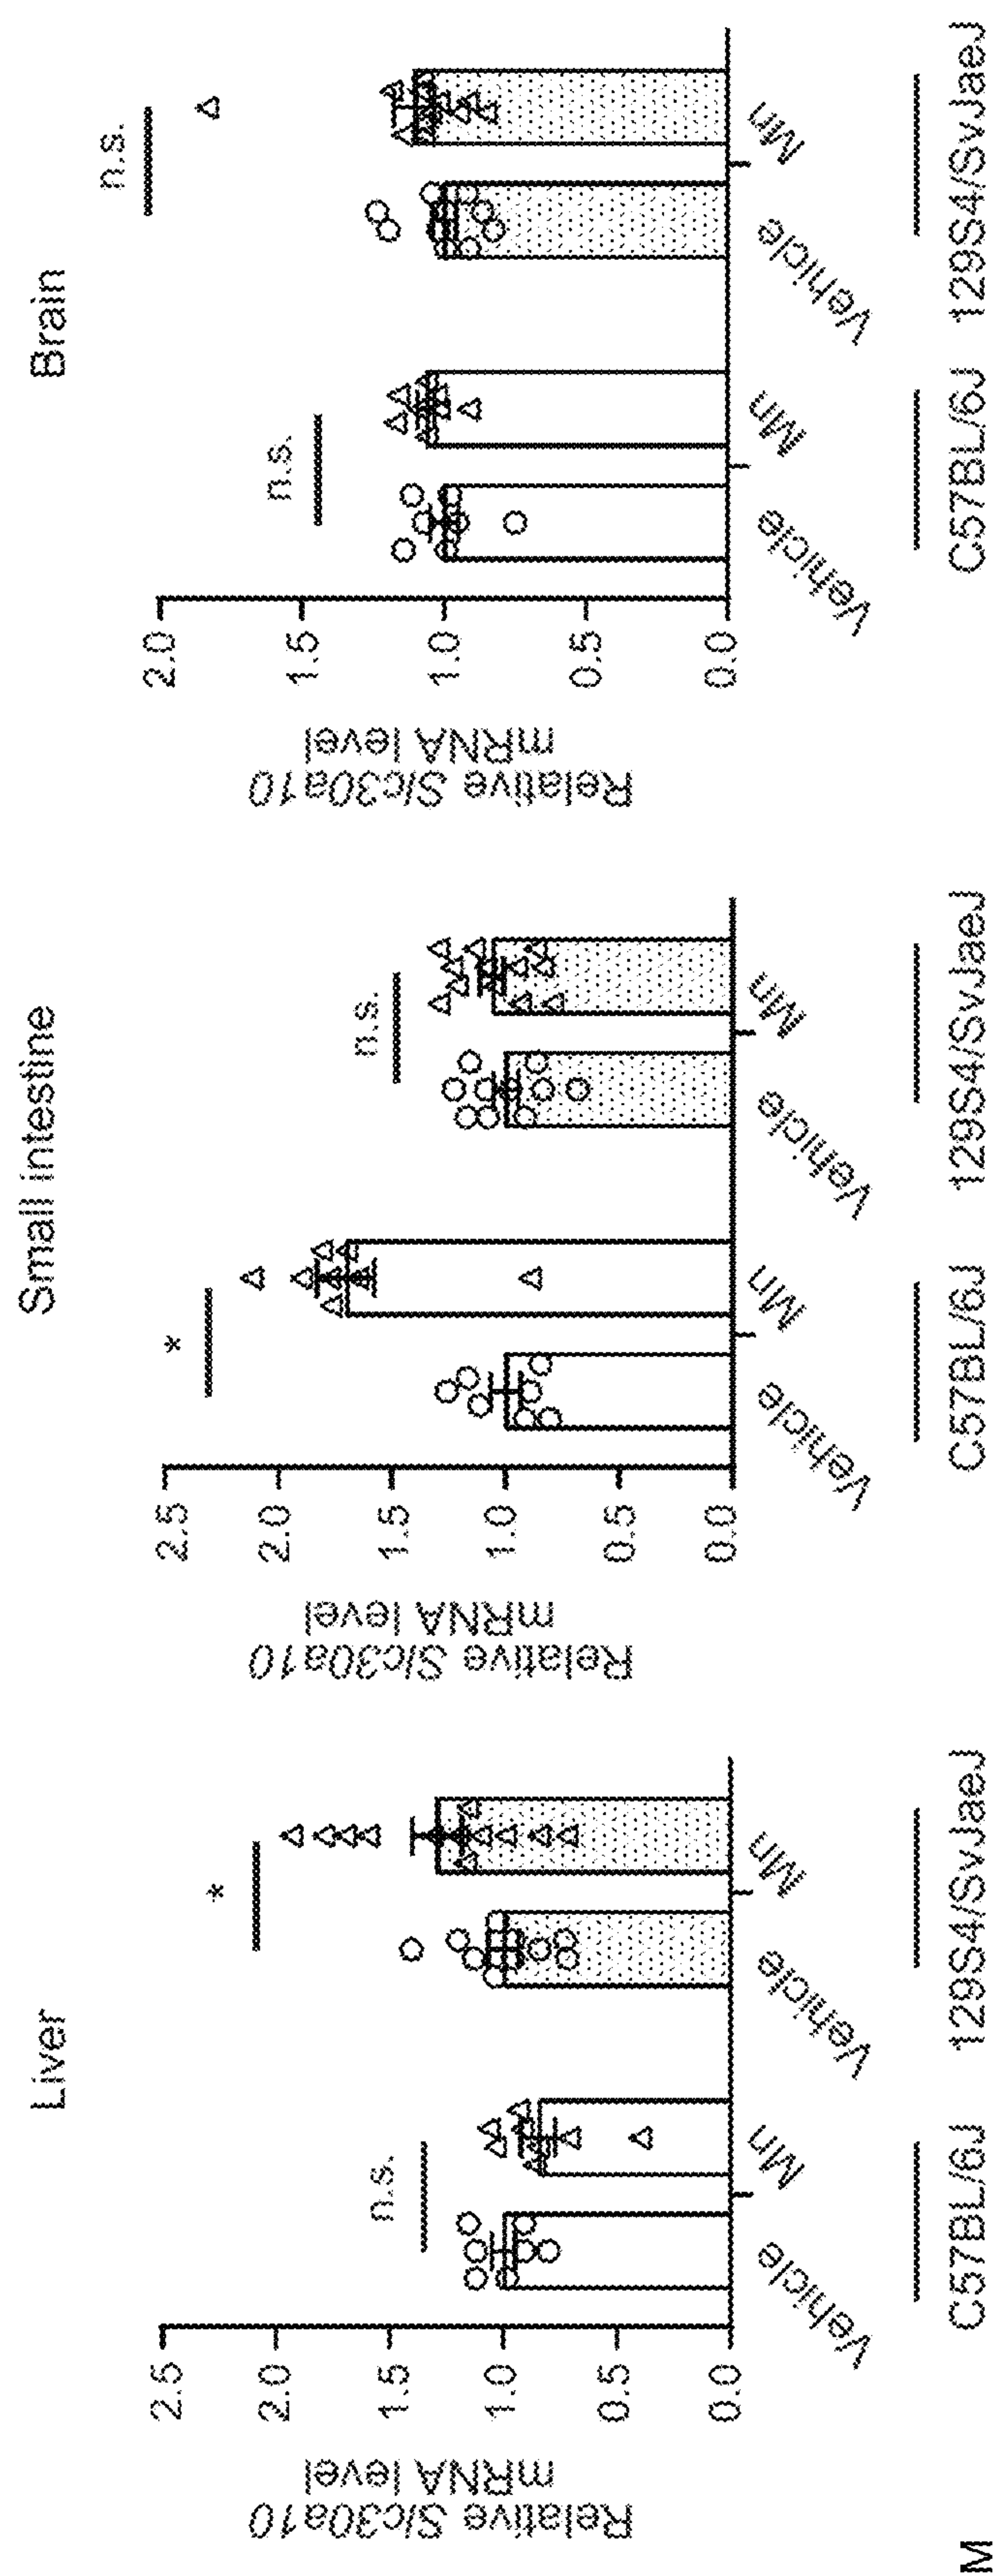 M
Liver
Relative Slc30a10
mRNA level
2.5
2.0
1.5
1.0
0.5
0.0
n.s.
*
Vehicle
Mn
Vehicle
Mn
C57BL/6J
129S4/SvJaeJ
Small intestine
Relative Slc30a10
mRNA level
2.5
2.0
1.5
1.0
0.5
0.0
*
n.s.
Vehicle
Mn
Vehicle
Mn
C57BL/6J
129S4/SvJaeJ
Brain
Relative Slc30a10
mRNA level
2.0
1.5
1.0
0.5
0.0
n.s.
n.s.
Vehicle
Mn
Vehicle
Mn
C57BL/6J
129S4/SvJaeJ